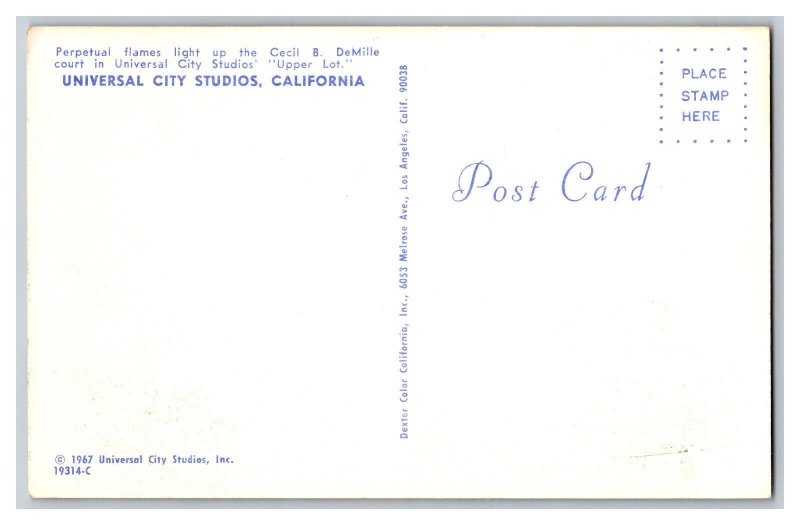 Perpetual flames light up the Cecil B. DeMille
court in Universal City Studios' "Upper Lot."
UNIVERSAL CITY STUDIOS, CALIFORNIA
Dexter Color California, Inc., 6053 Melrose Ave., Los Angeles, Calif. 90038
PLACE
STAMP
HERE
Post Card
© 1967 Universal City Studios, Inc.
19314-C